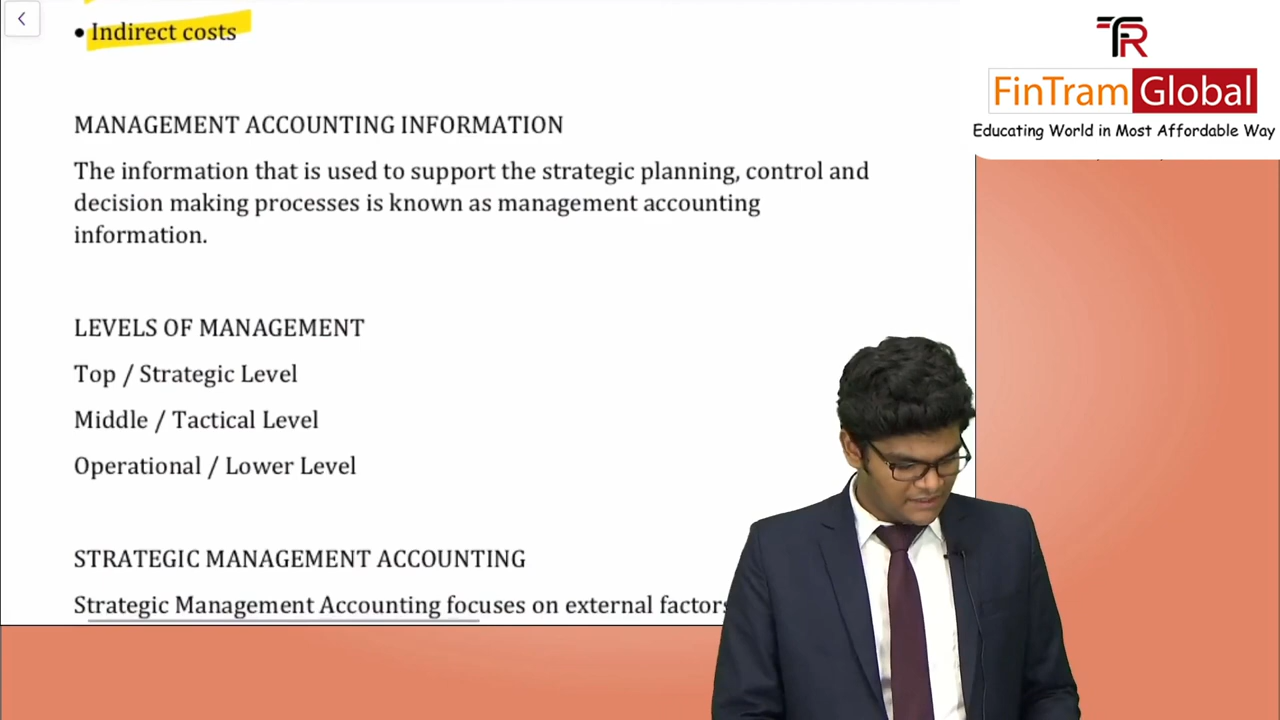 • Indirect costs
MANAGEMENT ACCOUNTING INFORMATION
The information that is used to support the strategic planning, control and
decision making processes is known as management accounting
information.
LEVELS OF MANAGEMENT
Top / Strategic Level
Middle / Tactical Level
Operational / Lower Level
STRATEGIC MANAGEMENT ACCOUNTING
Strategic Management Accounting focuses on external factors
FinTram Global
Educating World in Most Affordable Way